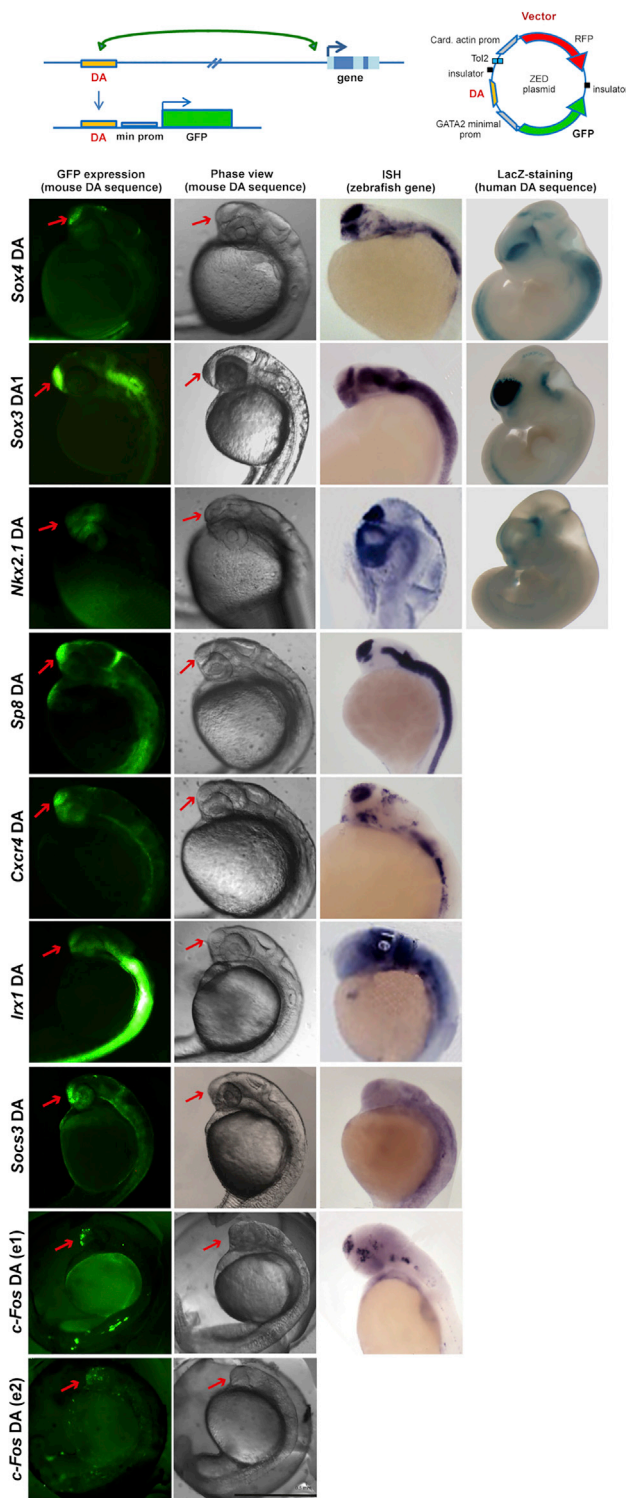 DA
//
gene
DA
min prom
GFP
Vector
Card. actin prom
RFP
Tol2
insulator
ZED
plasmid
insulator
DA
GATA2 minimal
prom
GFP
GFP expression
(mouse DA sequence)
Phase view
(mouse DA sequence)
ISH
(zebrafish gene)
LacZ-staining
(human DA sequence)
Sox4 DA
Sox3 DA1
Nkx2.1 DA
Sp8 DA
Cxcr4 DA
Irx1 DA
Socs3 DA
c-Fos DA (e1)
c-Fos DA (e2)